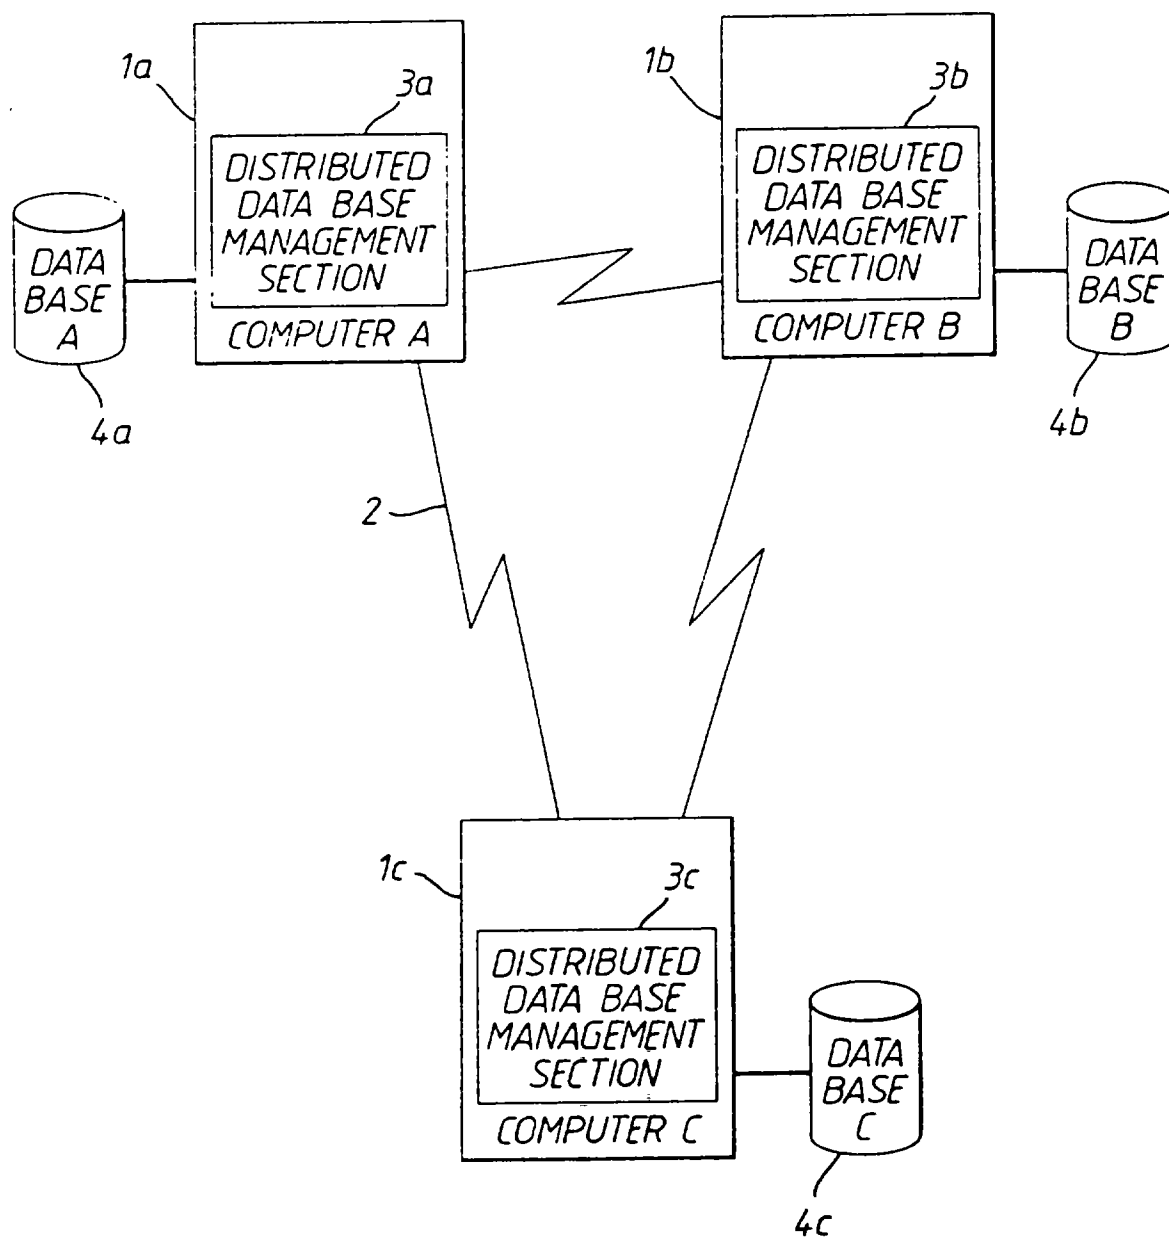 1a
3a
DISTRIBUTED
DATA BASE
MANAGEMENT
SECTION
COMPUTER A
DATA
BASE
A
4a
1b
3b
DISTRIBUTED
DATA BASE
MANAGEMENT
SECTION
COMPUTER B
DATA
BASE
B
4b
2
1c
3c
DISTRIBUTED
DATA BASE
MANAGEMENT
SECTION
COMPUTER C
DATA
BASE
C
4c